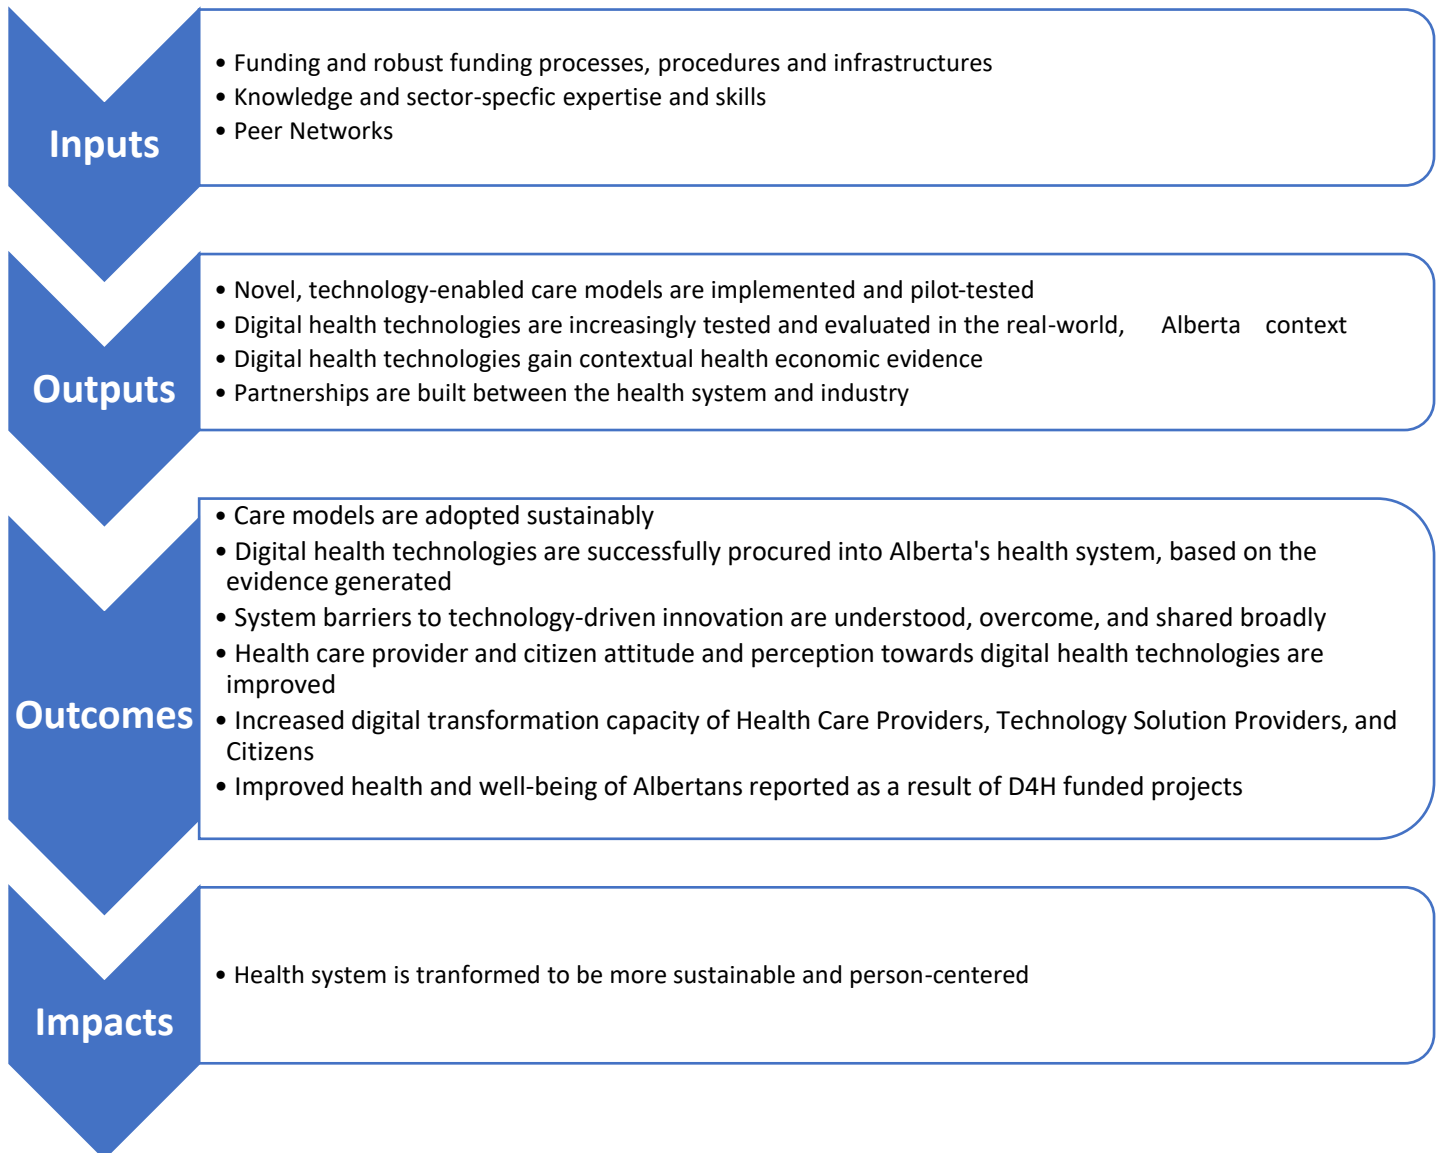 Inputs
• Funding and robust funding processes, procedures and infrastructures
• Knowledge and sector-specfic expertise and skills
• Peer Networks
Outputs
• Novel, technology-enabled care models are implemented and pilot-tested
• Digital health technologies are increasingly tested and evaluated in the real-world, Alberta context
• Digital health technologies gain contextual health economic evidence
• Partnerships are built between the health system and industry
Outcomes
• Care models are adopted sustainably
• Digital health technologies are successfully procured into Alberta's health system, based on the
evidence generated
• System barriers to technology-driven innovation are understood, overcome, and shared broadly
• Health care provider and citizen attitude and perception towards digital health technologies are
improved
• Increased digital transformation capacity of Health Care Providers, Technology Solution Providers, and
Citizens
• Improved health and well-being of Albertans reported as a result of D4H funded projects
Impacts
• Health system is tranformed to be more sustainable and person-centered